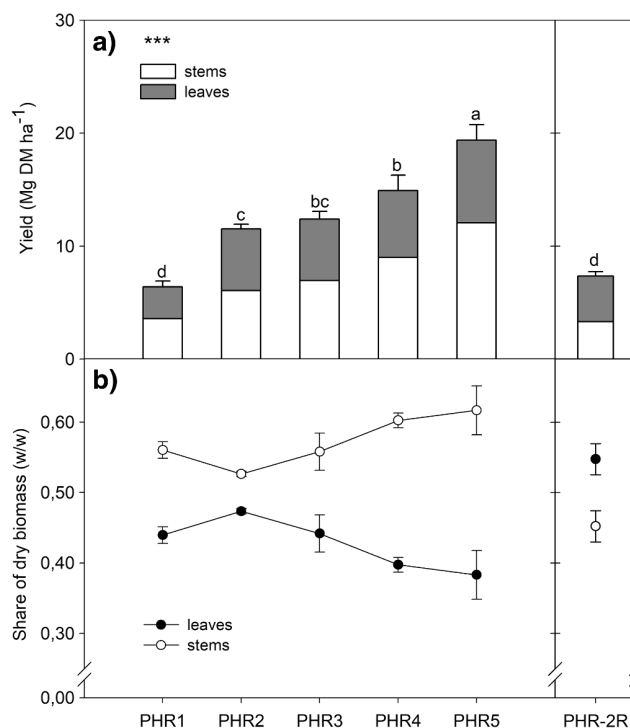 a)
***
stems
leaves
Yield (Mg DM ha⁻¹)
30
20
10
0
d
c
bc
b
a
d
b)
Share of dry biomass (w/w)
0,60
0,50
0,40
0,30
0,00
leaves
stems
PHR1 PHR2 PHR3 PHR4 PHR5 PHR-2R